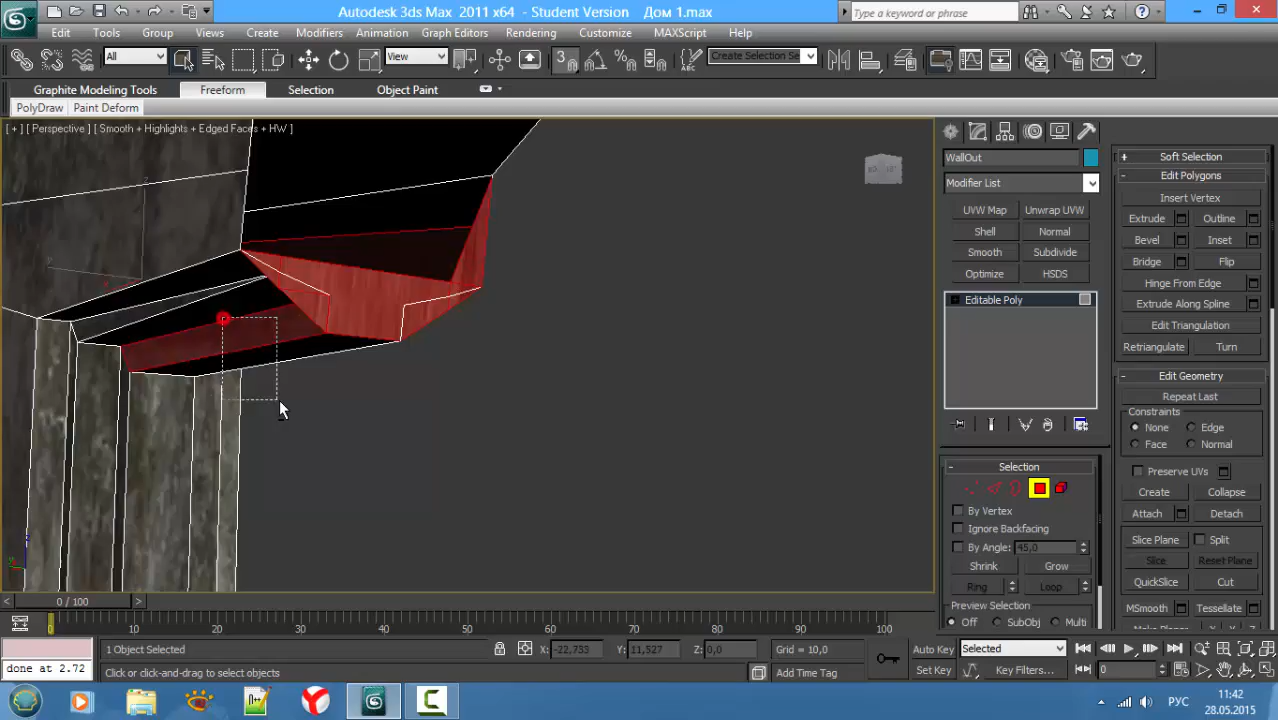 Autodesk 3ds Max 2011 x64 - Student Version Дом 1.max
Type a keyword or phrase
Edit Tools Group Views Create Modifiers Animation Graph Editors Rendering Customize MAXScript Help
All View 3 Create Selection Set
Graphite Modeling Tools Freeform Selection Object Paint
PolyDraw Paint Deform
[ + ] [ Perspective ] [ Smooth + Highlights + Edged Faces + HW ]
WallOut
Modifier List
UVW Map Unwrap UVW
Shell Normal
Smooth Subdivide
Optimize HSDS
Editable Poly
Selection
By Vertex
Ignore Backfacing
By Angle: 45,0
Shrink Grow
Ring Loop
Preview Selection
Off SubObj Multi
Soft Selection
Edit Polygons
Insert Vertex
Extrude Outline
Bevel Inset
Bridge Flip
Hinge From Edge
Extrude Along Spline
Edit Triangulation
Retriangulate Turn
Edit Geometry
Repeat Last
Constraints
None Edge
Face Normal
Preserve UVs
Create Collapse
Attach Detach
Slice Plane Split
Slice Reset Plane
QuickSlice Cut
MSmooth Tessellate
0 / 100
0 10 20 30 40 50 60 70 80 90 100
1 Object Selected X: -22,753 Y: 11,527 Z: 0,0 Grid = 10,0 Auto Key Selected
done at 2.72 Click or click-and-drag to select objects Add Time Tag Set Key Key Filters... 0
РУС
11:42
28.05.2015